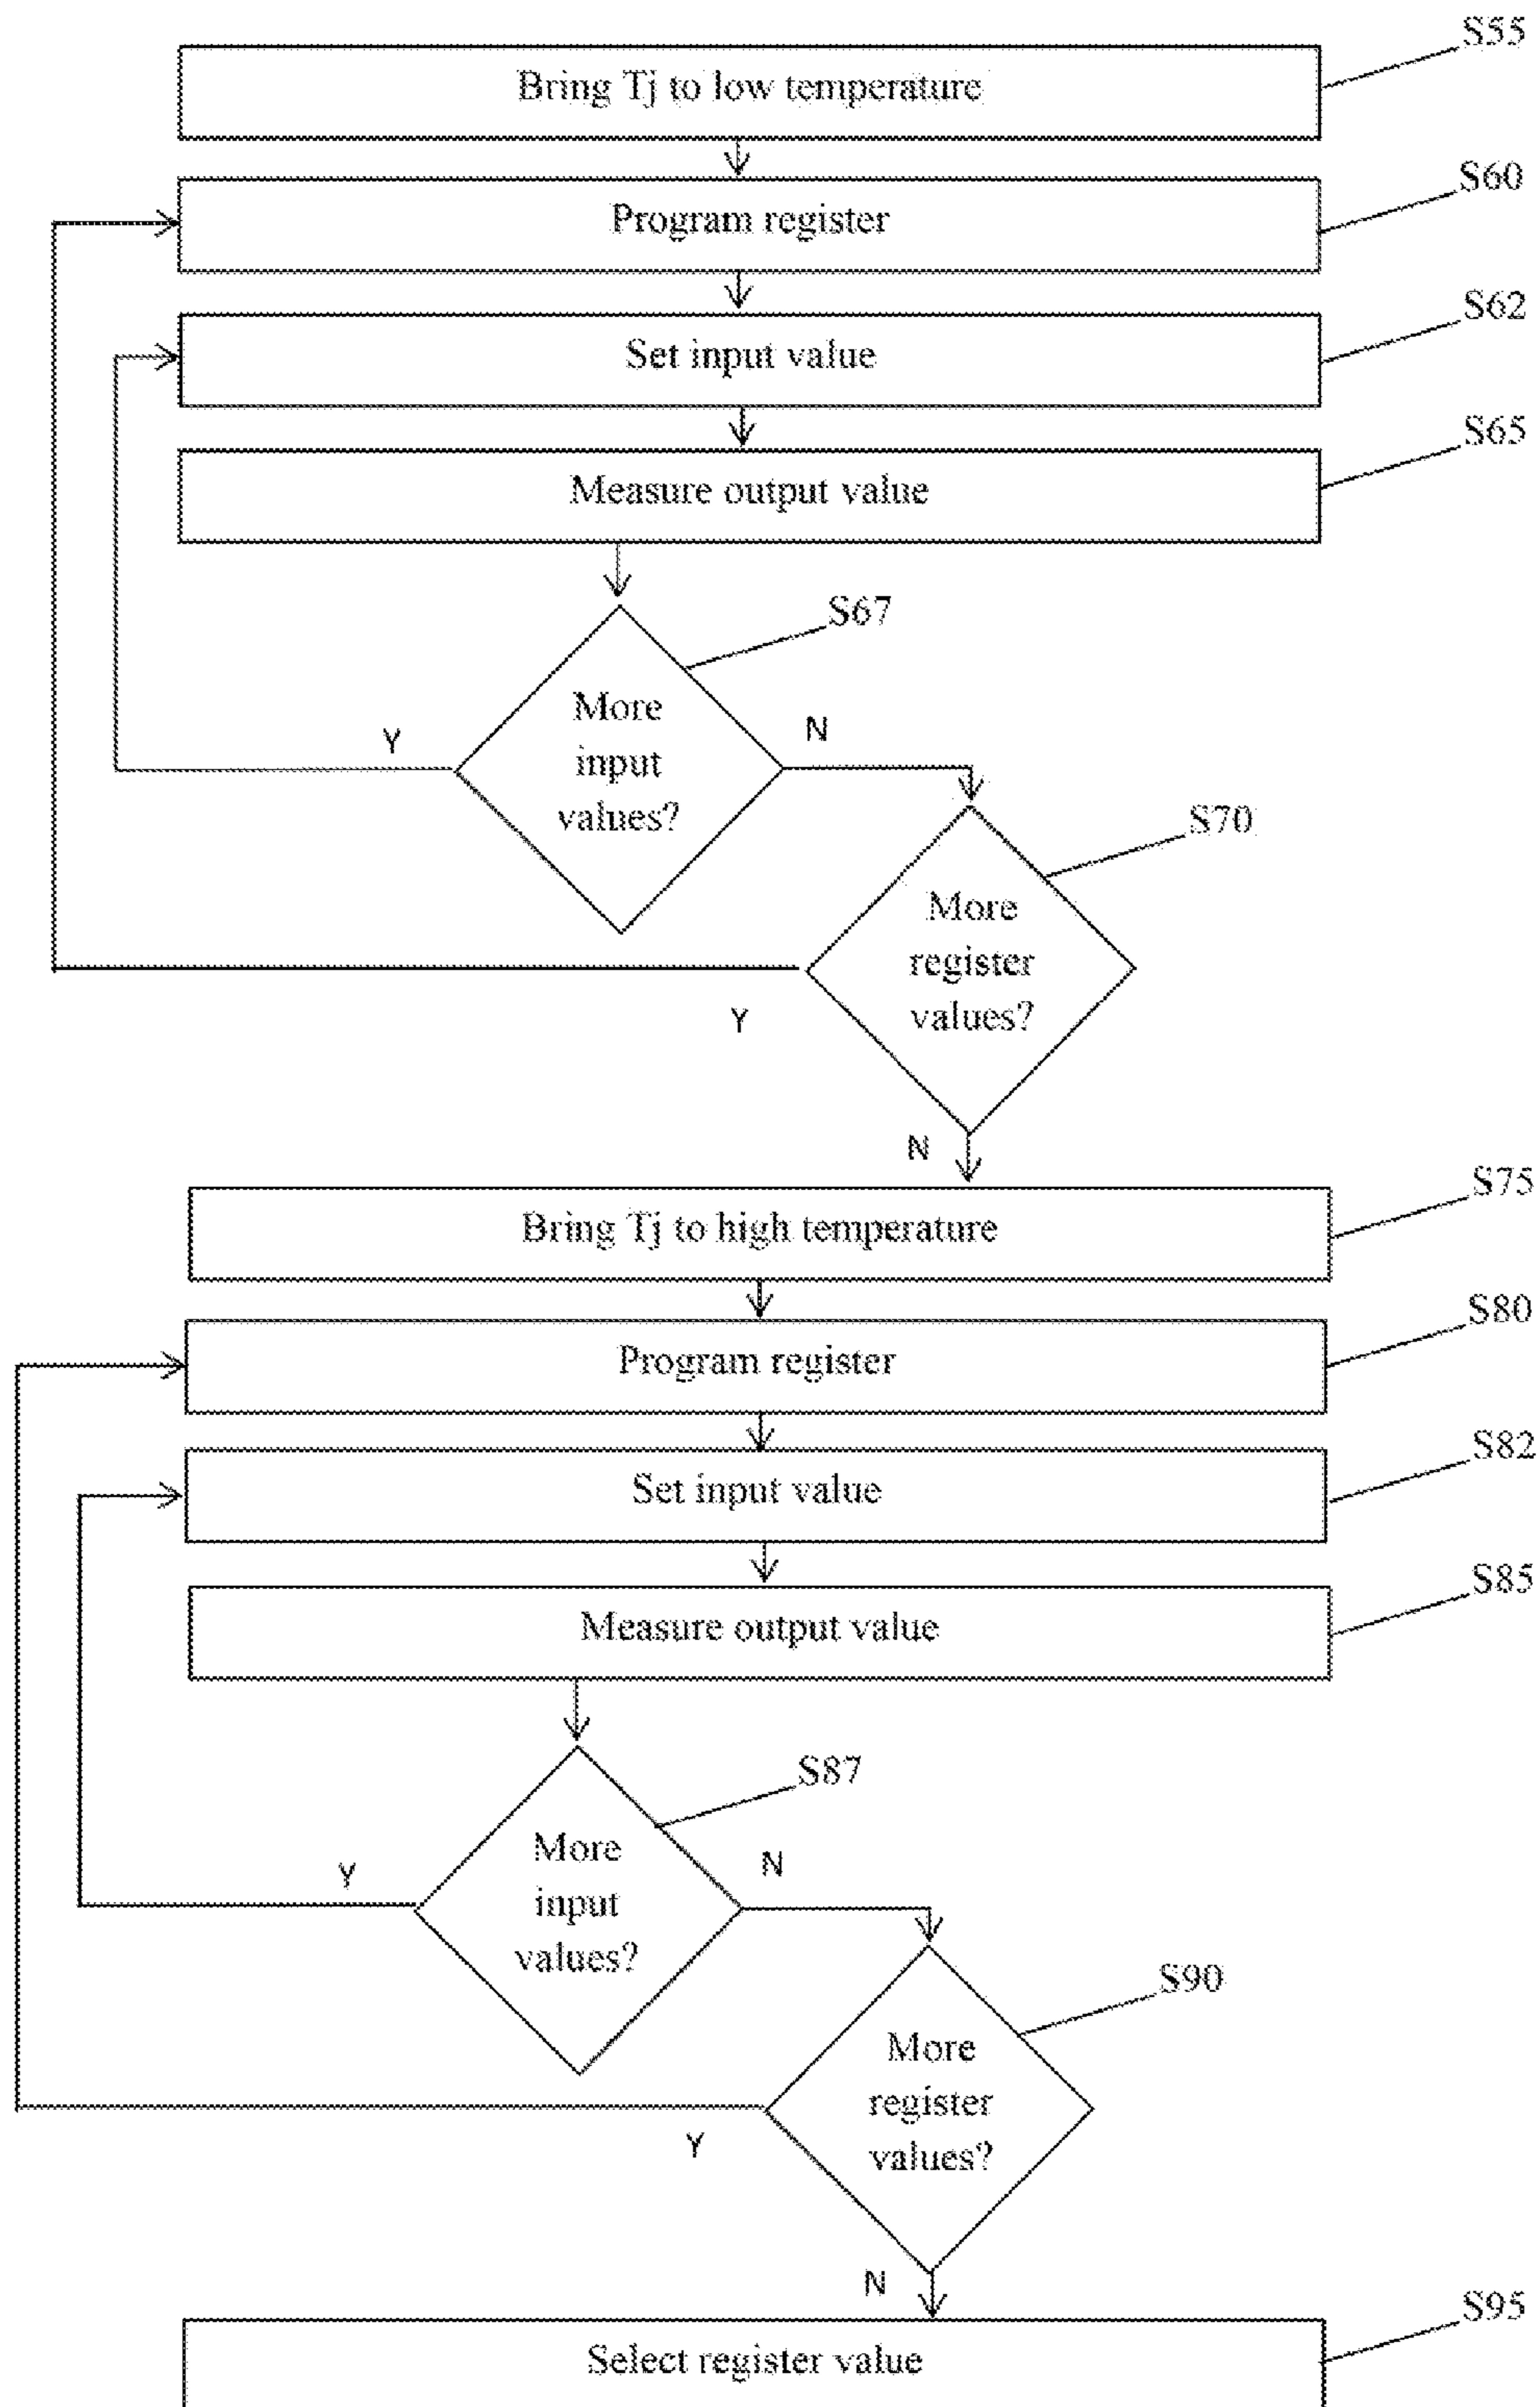 S55
Bring Tj to low temperature
S60
Program register
S62
Set input value
S65
Measure output value
S67
More
input
values?
Y
N
S70
More
register
values?
Y
N
S75
Bring Tj to high temperature
S80
Program register
S82
Set input value
S85
Measure output value
S87
More
input
values?
Y
N
S90
More
register
values?
Y
N
S95
Select register value